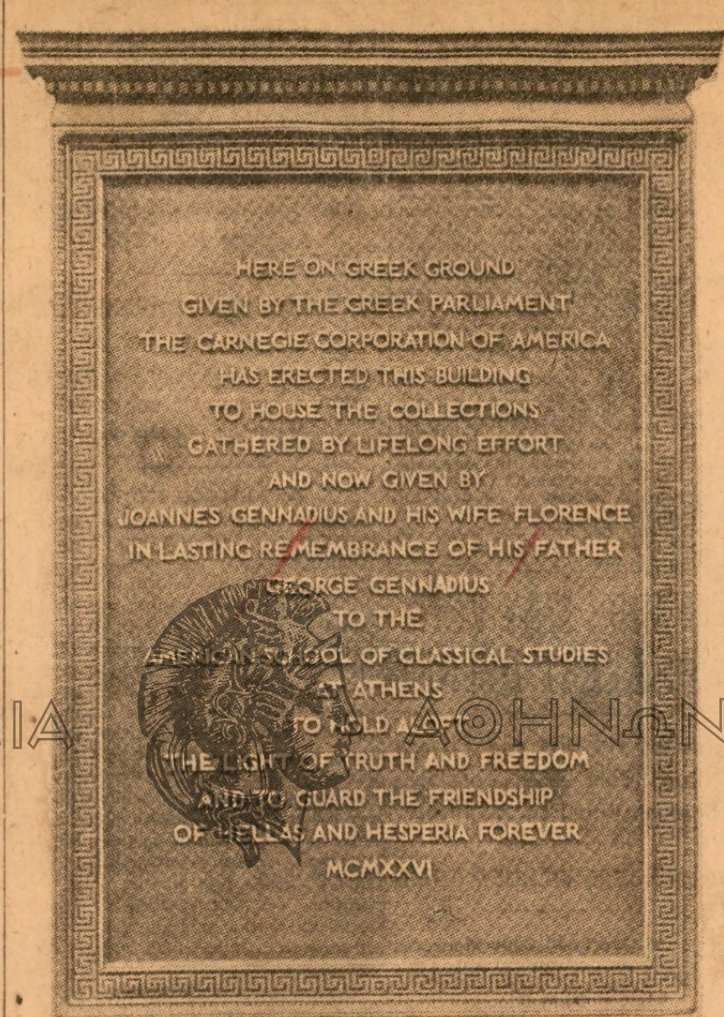 HERE ON GREEK GROUND
GIVEN BY THE GREEK PARLIAMENT
THE CARNEGIE CORPORATION OF AMERICA
HAS ERECTED THIS BUILDING
TO HOUSE THE COLLECTIONS
GATHERED BY LIFELONG EFFORT
AND NOW GIVEN BY
JOANNES GENNADIUS AND HIS WIFE FLORENCE
IN LASTING REMEMBRANCE OF HIS FATHER
GEORGE GENNADIUS
TO THE
AMERICAN SCHOOL OF CLASSICAL STUDIES
AT ATHENS
TO HOLD ALOFT
THE LIGHT OF TRUTH AND FREEDOM
AND TO GUARD THE FRIENDSHIP
OF HELLAS AND HESPERIA FOREVER
MCMXXVI
ΑΘΗΝΩΝ